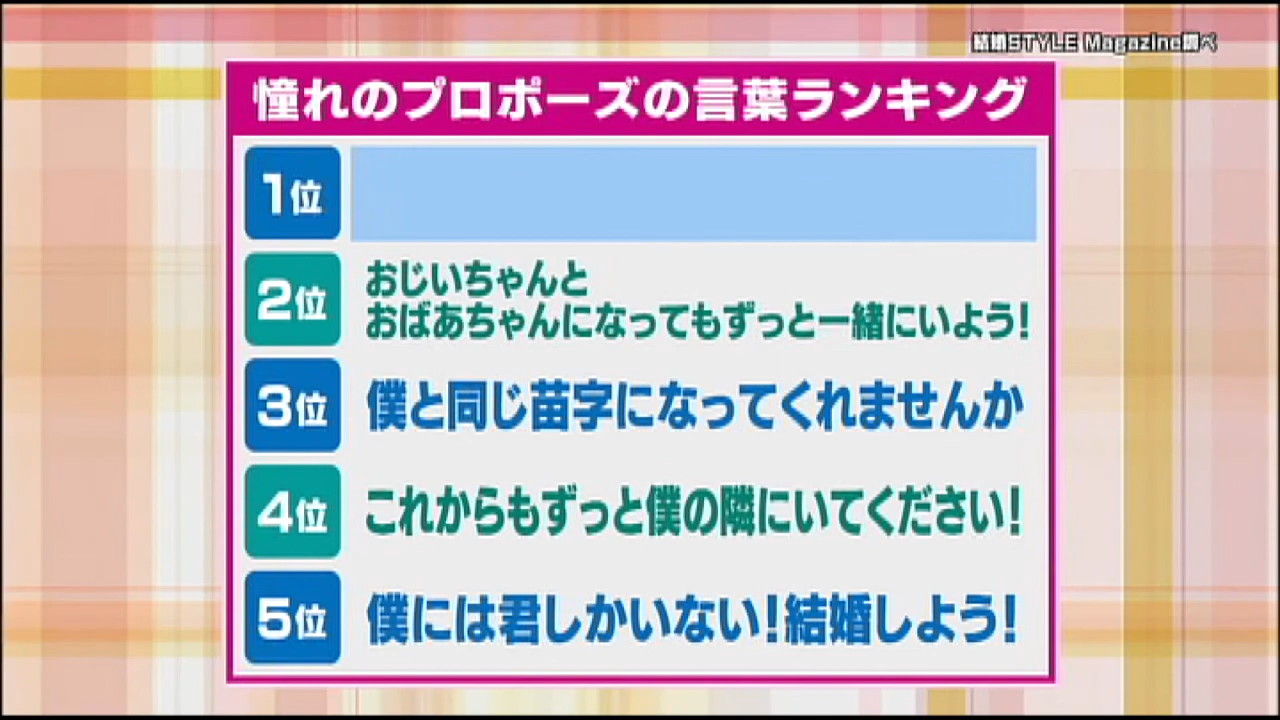 結婚STYLE Magazine調べ
憧れのプロポーズの言葉ランキング
1位
2位
おじいちゃんと
おばあちゃんになってもずっと一緒にいよう!
3位
僕と同じ苗字になってくれませんか
4位
これからもずっと僕の隣にいてください!
5位
僕には君しかいない!結婚しよう!